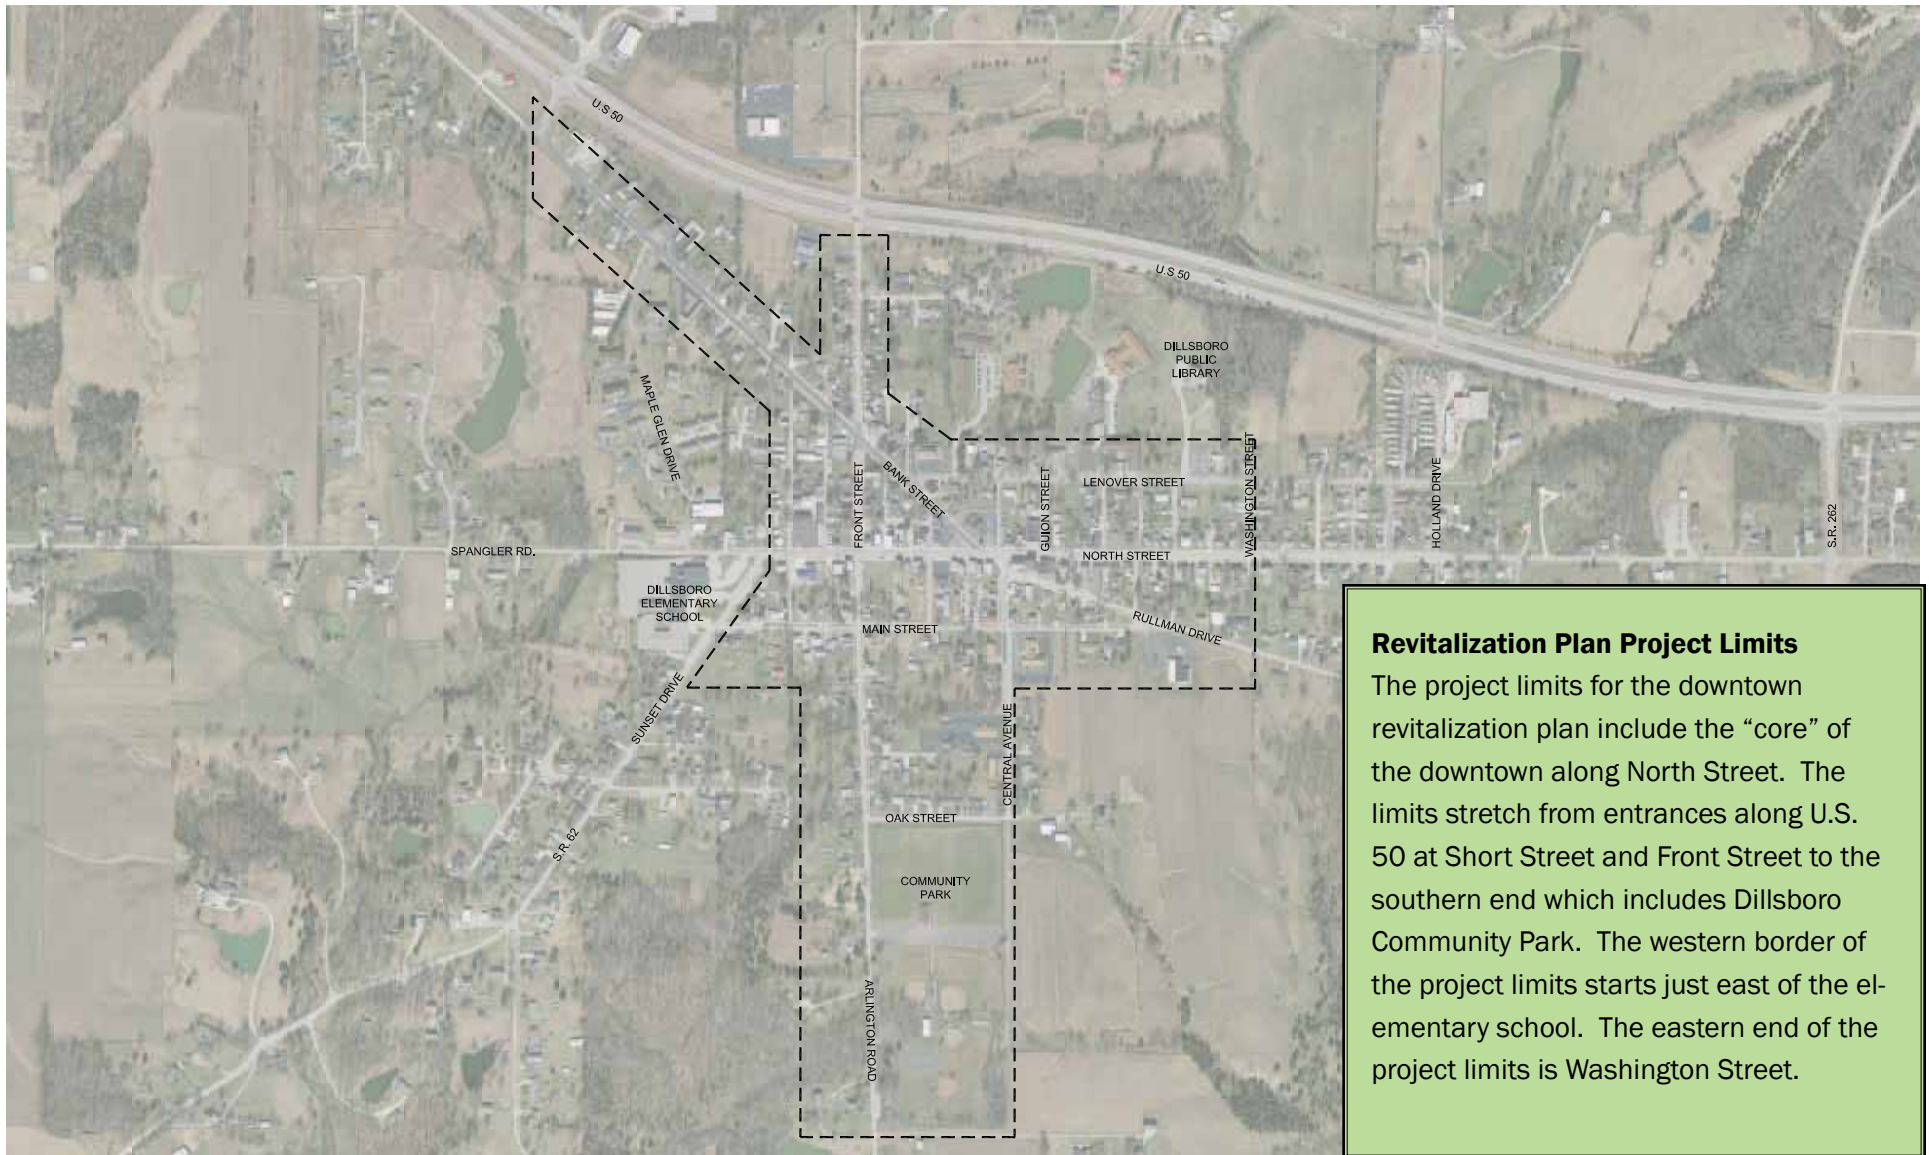 U.S 50
U.S 50
DILLSBORO
PUBLIC
LIBRARY
MAPLE GLEN DRIVE
FRONT STREET
BANK STREET
GUION STREET
LENOVER STREET
WASHINGTON STREET
HOLLAND DRIVE
S.R. 262
SPANGLER RD.
NORTH STREET
DILLSBORO
ELEMENTARY
SCHOOL
MAIN STREET
RULLMAN DRIVE
SUNSET DRIVE
CENTRAL AVENUE
OAK STREET
S.R. 62
COMMUNITY
PARK
ARLINGTON ROAD
Revitalization Plan Project Limits
The project limits for the downtown
revitalization plan include the “core” of
the downtown along North Street.  The
limits stretch from entrances along U.S.
50 at Short Street and Front Street to the
southern end which includes Dillsboro
Community Park.  The western border of
the project limits starts just east of the el-
ementary school.  The eastern end of the
project limits is Washington Street.